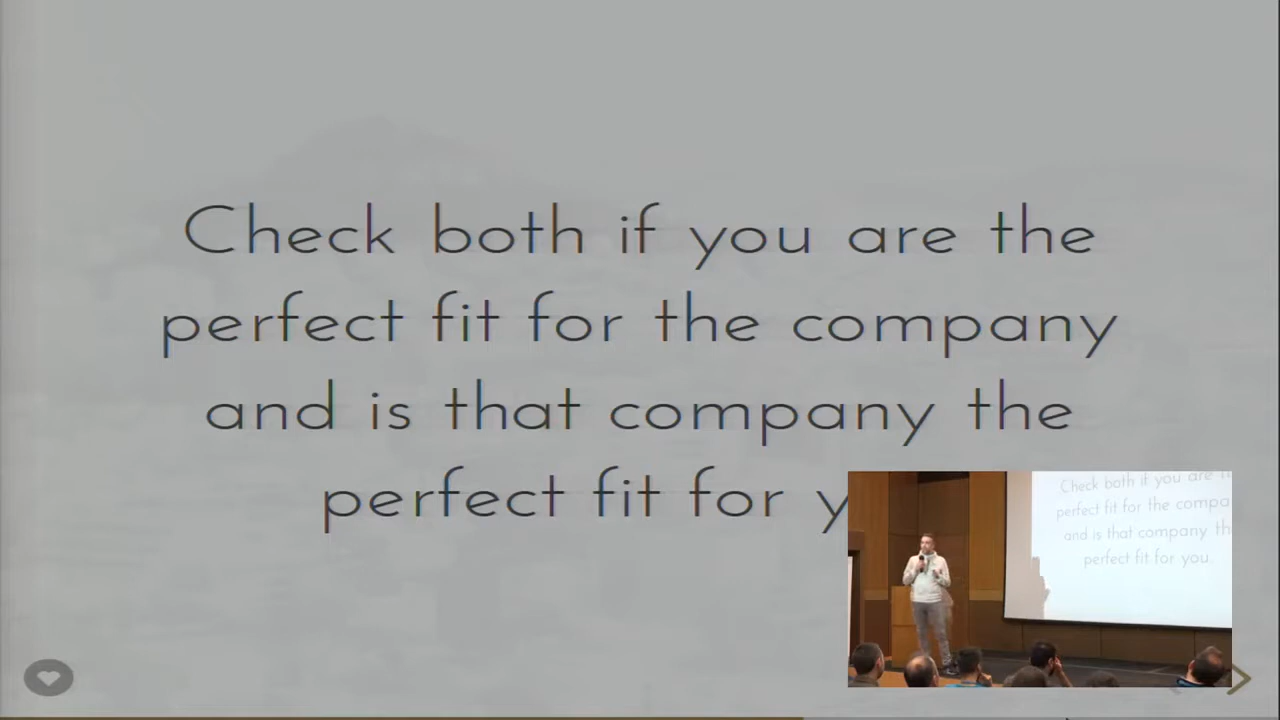 Check both if you are the
perfect fit for the company
and is that company the
perfect fit for y
Check both if you are
perfect fit for the compa
and is that company th
perfect fit for you.